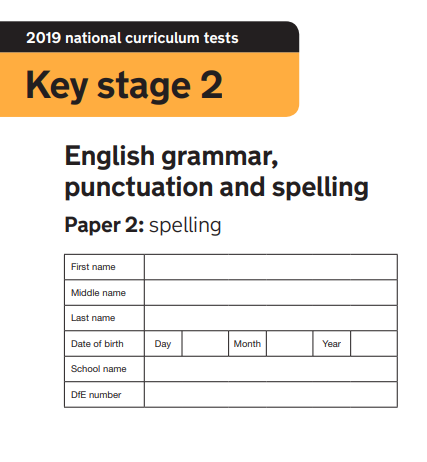 2019 national curriculum tests
Key stage 2
English grammar,
punctuation and spelling
Paper 2: spelling
First name
Middle name
Last name
Date of birth Day Month Year
School name
DfE number